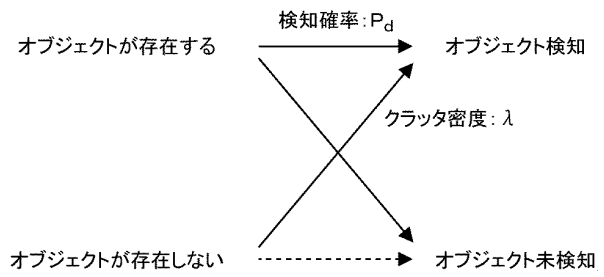 検知確率：Pd
オブジェクトが存在する
オブジェクト検知
クラッタ密度：λ
オブジェクトが存在しない
オブジェクト未検知